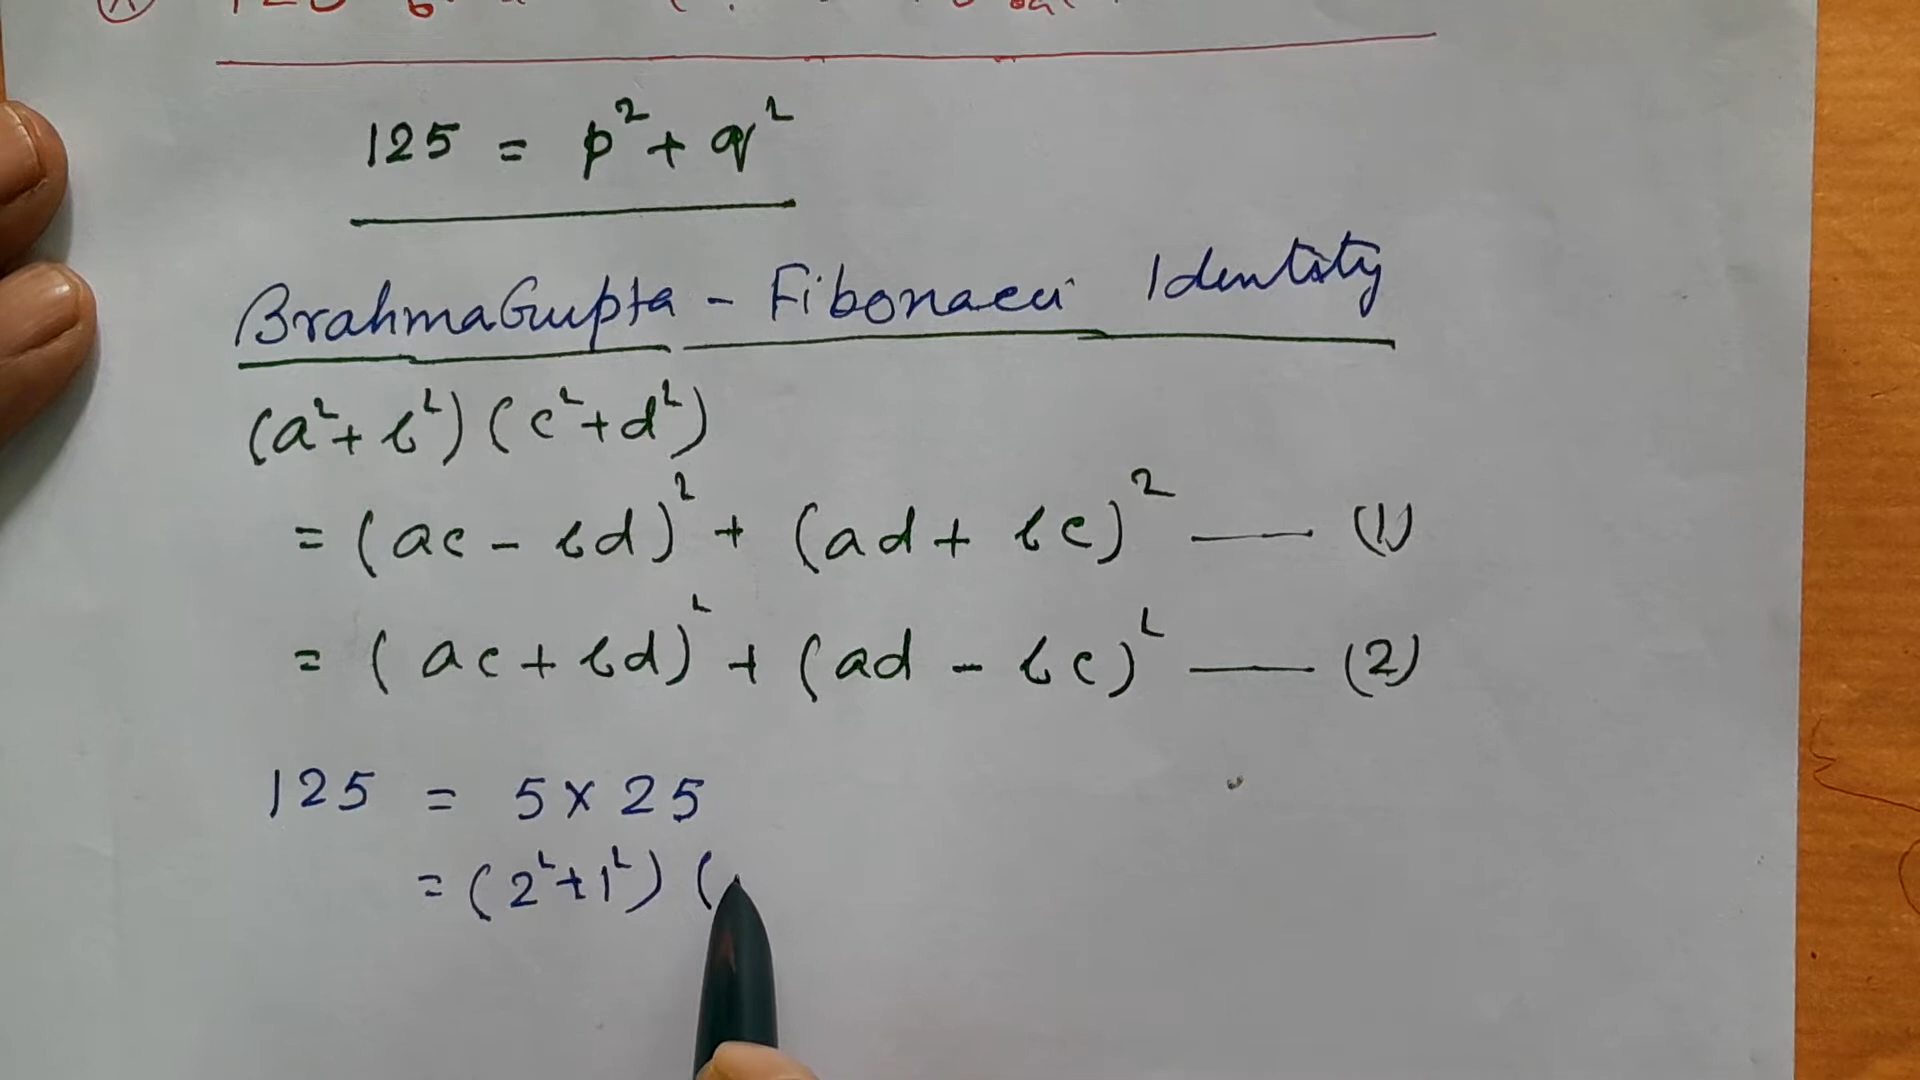 125 = p² + q²
BrahmaGupta - Fibonacci Identity
(a² + b²) (c² + d²)
= (ac - bd)² + (ad + bc)² — (1)
= (ac + bd)² + (ad - bc)² — (2)
125 = 5 × 25
= (2² + 1²) (